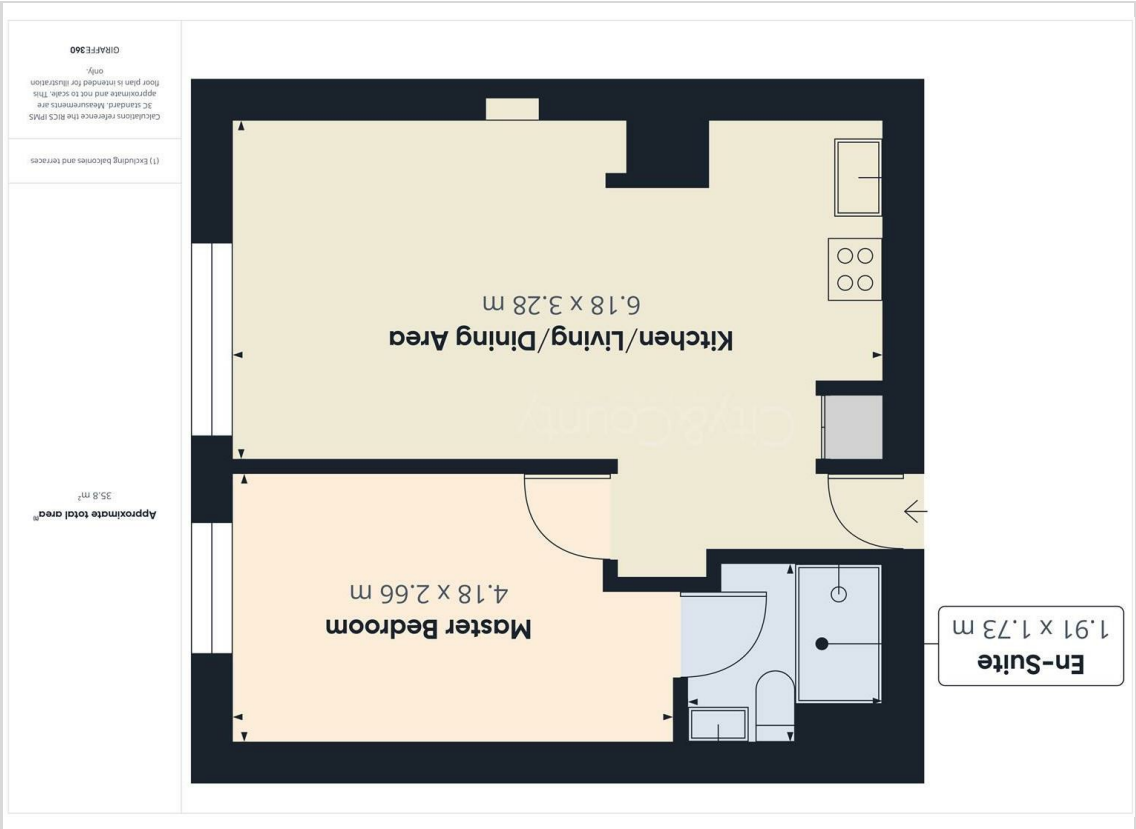 En-Suite
1.91 x 1.73 m
Master Bedroom
4.18 x 2.66 m
City&County
Kitchen/Living/Dining Area
6.18 x 3.28 m
Approximate total area⁽¹⁾
35.8 m²
(1) Excluding balconies and terraces
Calculations reference the RICS IPMS
3C standard. Measurements are
approximate and not to scale. This
floor plan is intended for illustration
only.
GIRAFFE360